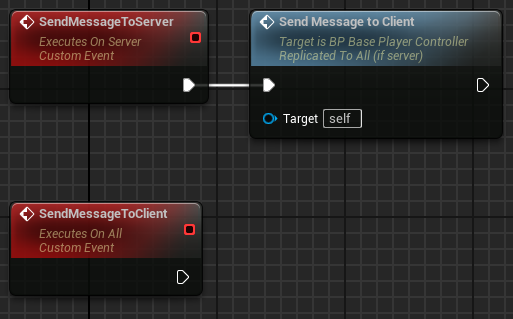 SendMessageToServer
Executes On Server
Custom Event
Send Message to Client
Target is BP Base Player Controller
Replicated To All (if server)
Target self
SendMessageToClient
Executes On All
Custom Event